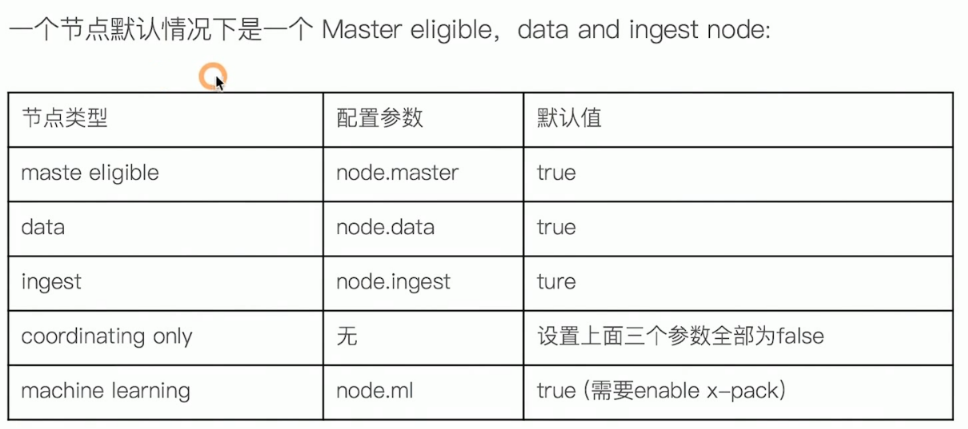 一个节点默认情况下是一个 Master eligible，data and ingest node:
节点类型 配置参数 默认值
maste eligible node.master true
data node.data true
ingest node.ingest ture
coordinating only 无 设置上面三个参数全部为false
machine learning node.ml true (需要enable x-pack)